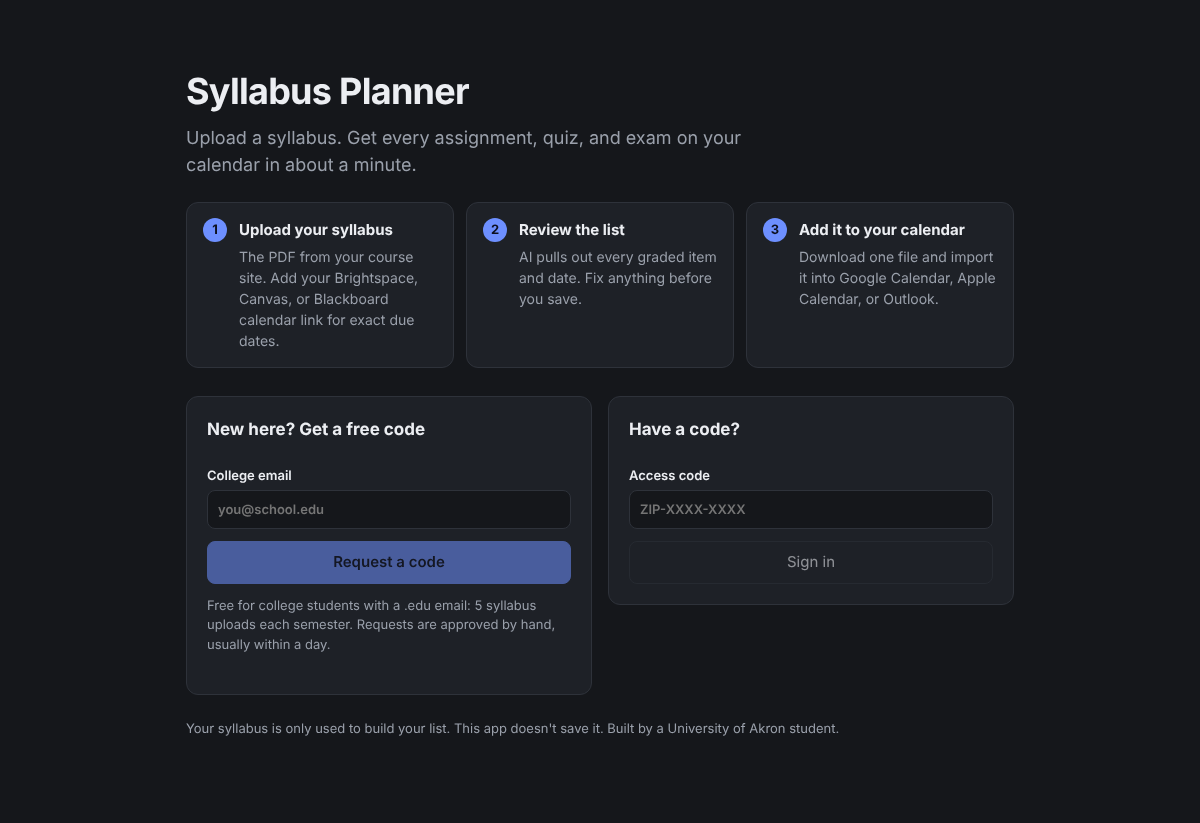 Syllabus Planner
Upload a syllabus. Get every assignment, quiz, and exam on your
calendar in about a minute.
1 Upload your syllabus
The PDF from your course
site. Add your Brightspace,
Canvas, or Blackboard
calendar link for exact due
dates.
2 Review the list
AI pulls out every graded item
and date. Fix anything before
you save.
3 Add it to your calendar
Download one file and import
it into Google Calendar, Apple
Calendar, or Outlook.
New here? Get a free code
College email
you@school.edu
Request a code
Free for college students with a .edu email: 5 syllabus
uploads each semester. Requests are approved by hand,
usually within a day.
Have a code?
Access code
ZIP-XXXX-XXXX
Sign in
Your syllabus is only used to build your list. This app doesn't save it. Built by a University of Akron student.